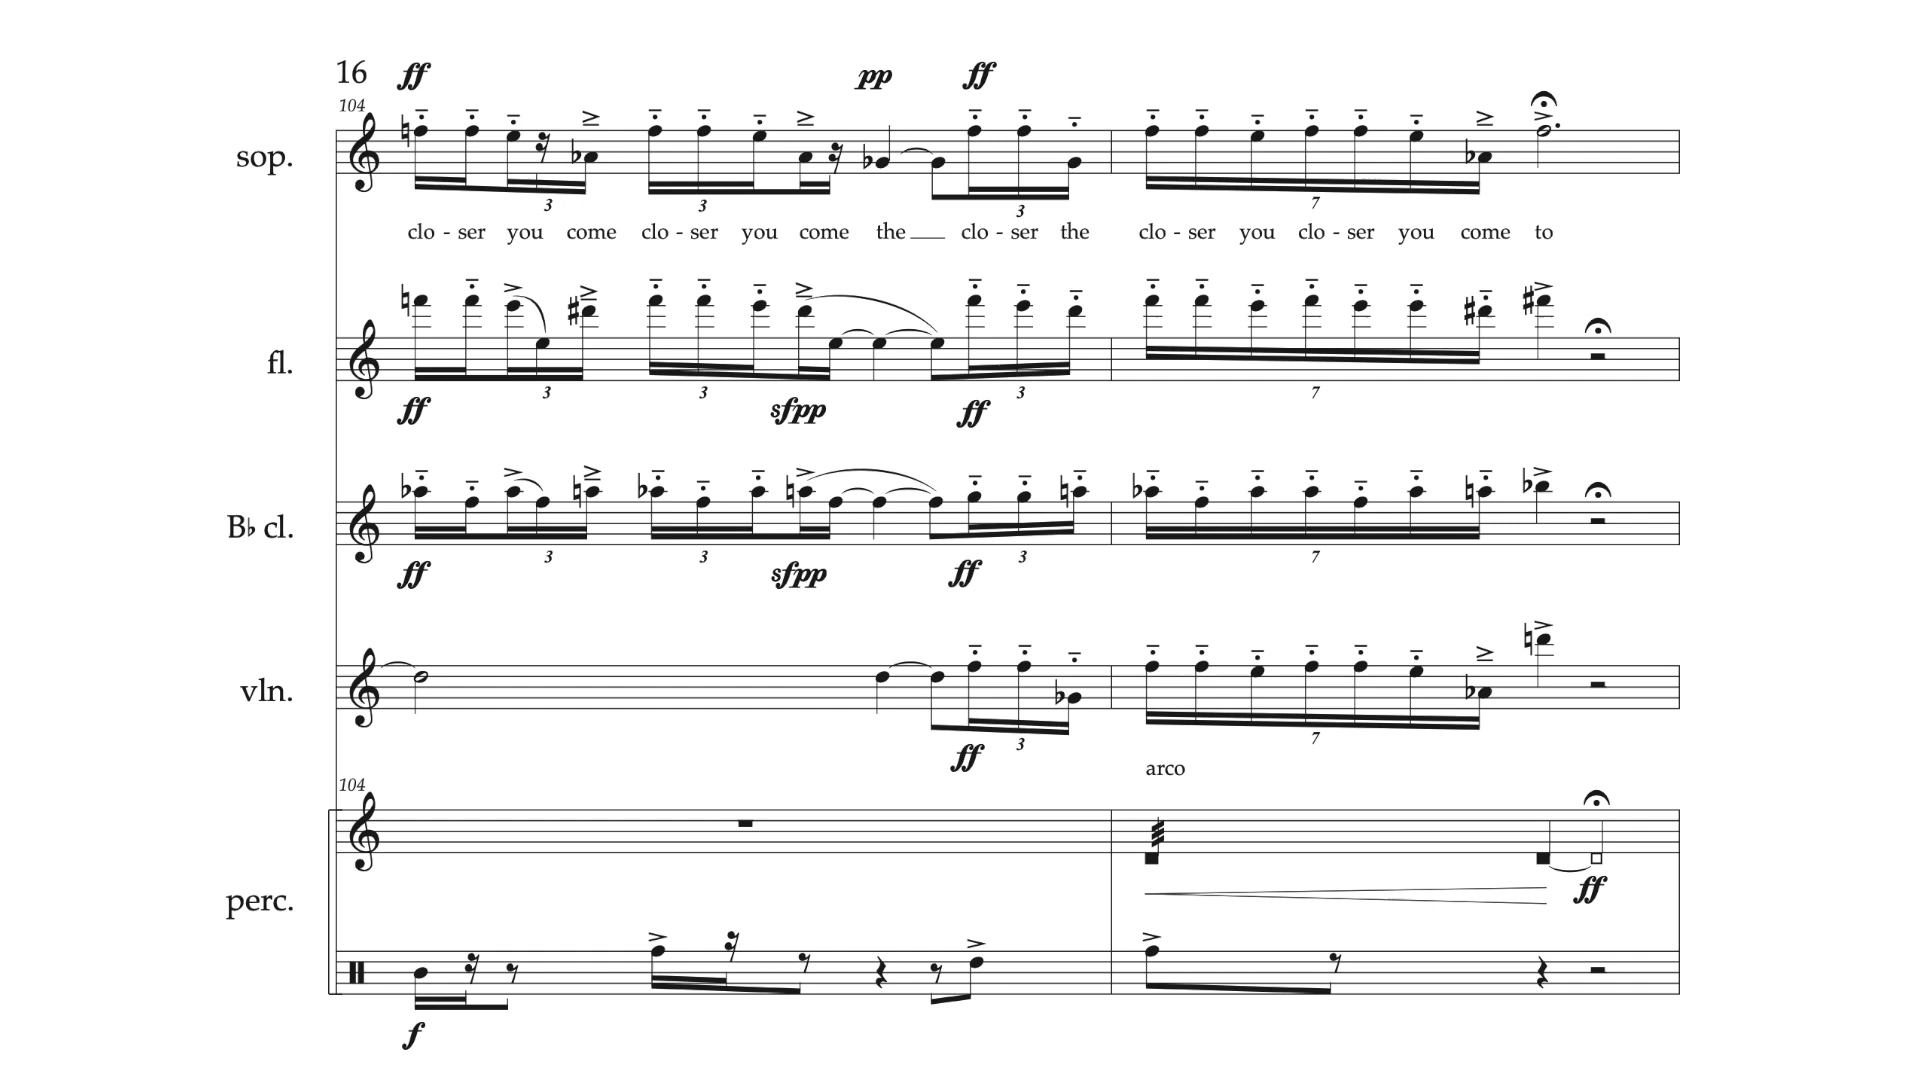 16 ff pp ff
104
sop.
3 3 3 7
clo - ser you come clo - ser you come the clo - ser the clo - ser you clo - ser you come to
fl.
3 3 3 7
ff sfpp ff
B♭ cl.
3 3 3 7
ff sfpp ff
vln.
3 7
ff
arco
104
ff
perc.
f